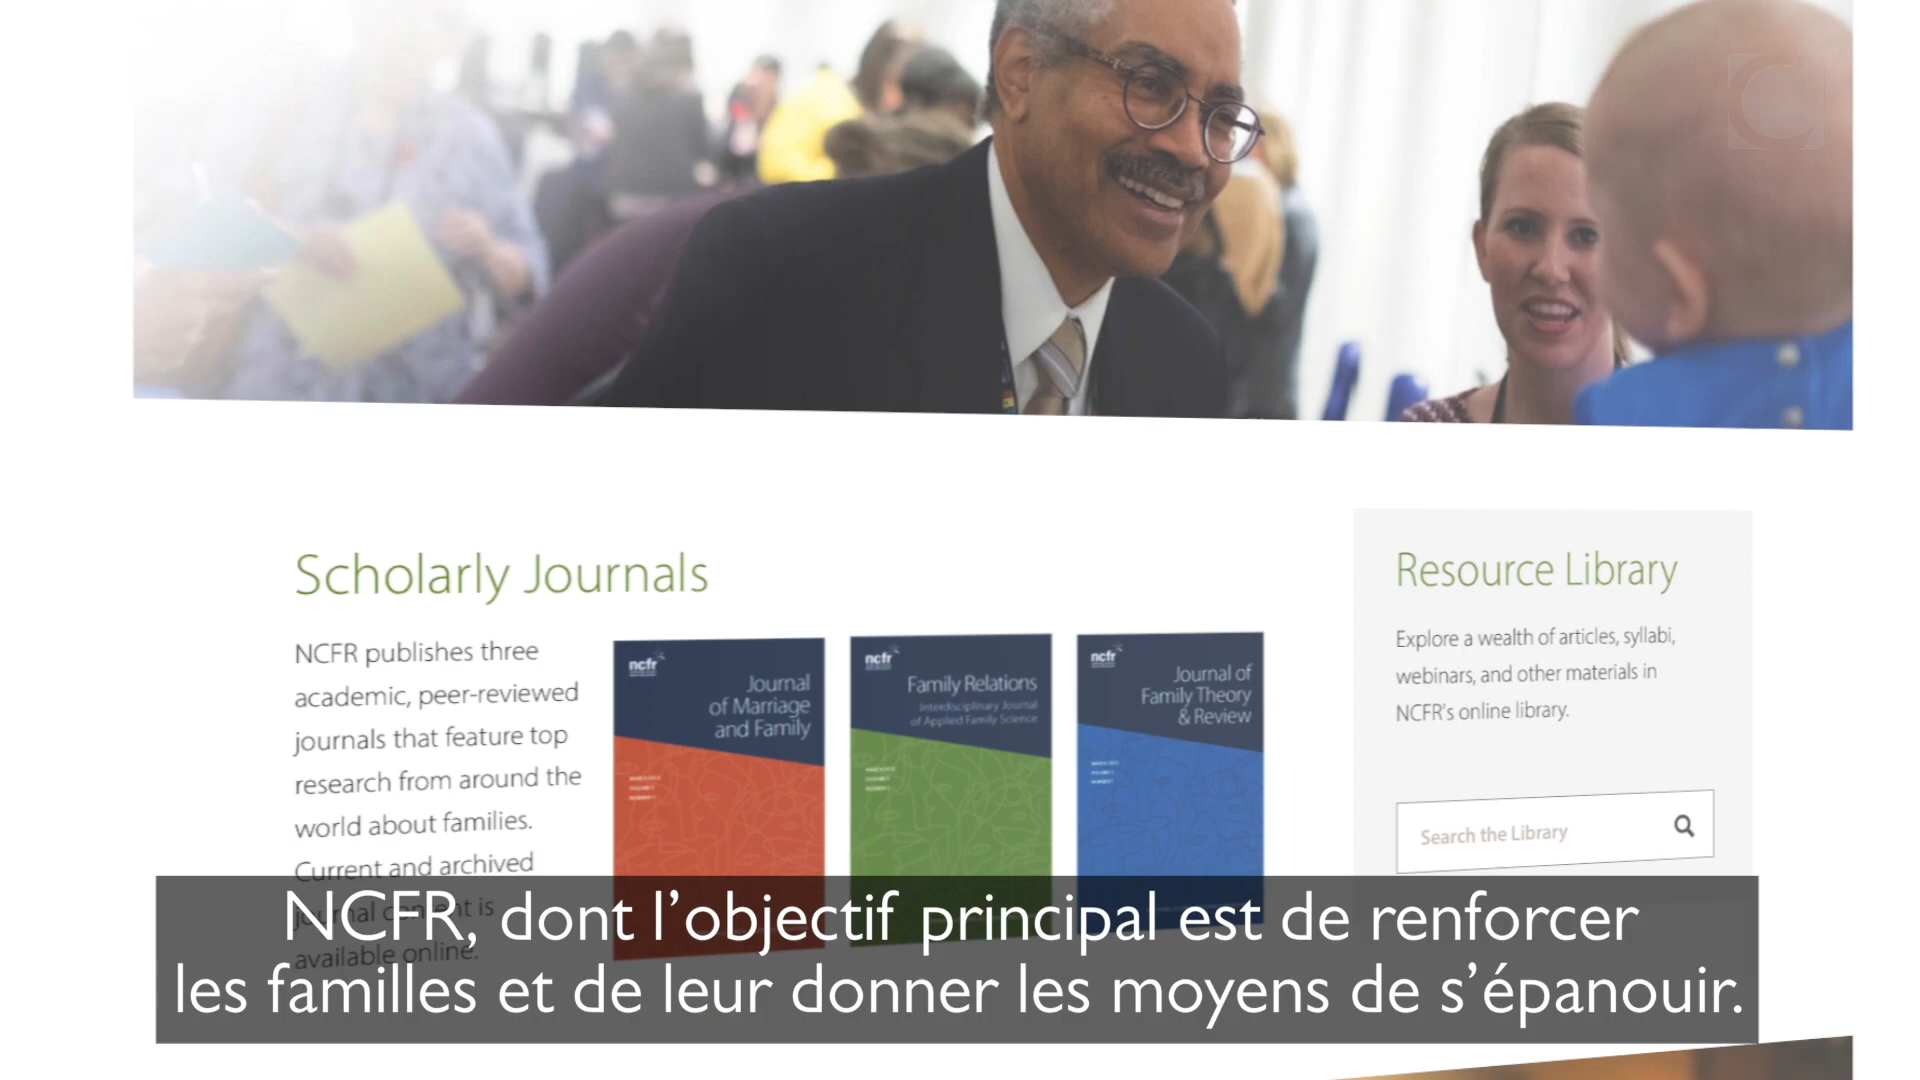 Scholarly Journals
NCFR publishes three
academic, peer-reviewed
journals that feature top
research from around the
world about families.
Current and archived
journal content is
available online.
ncfr
Journal
of Marriage
and Family
ncfr
Family Relations
Interdisciplinary Journal
of Applied Family Science
ncfr
Journal of
Family Theory
& Review
Resource Library
Explore a wealth of articles, syllabi,
webinars, and other materials in
NCFR's online library.
Search the Library
NCFR, dont l’objectif principal est de renforcer
les familles et de leur donner les moyens de s’épanouir.